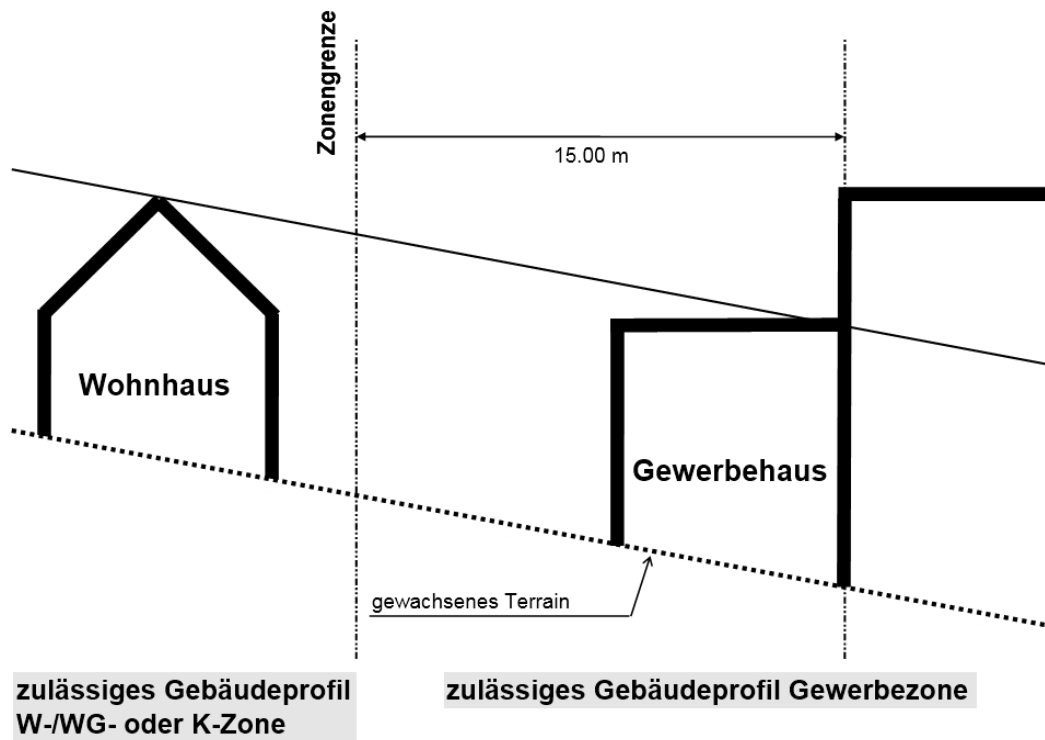 Zonengrenze
15.00 m
Wohnhaus
Gewerbehaus
gewachsenes Terrain
zulässiges Gebäudeprofil
W-/WG- oder K-Zone
zulässiges Gebäudeprofil Gewerbezone